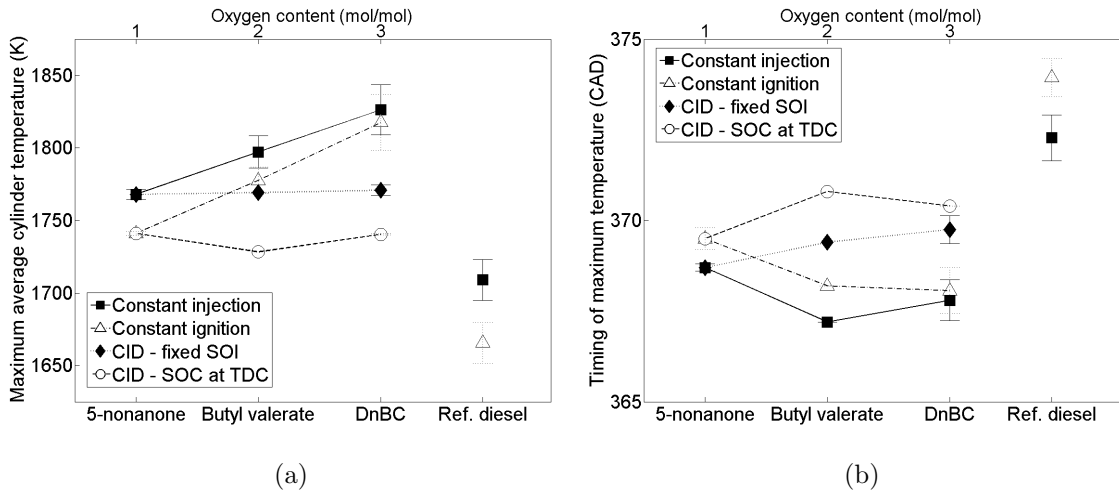 Oxygen content (mol/mol)
1 2 3
Maximum average cylinder temperature (K)
1850
1800
1750
1700
1650
Constant injection
Constant ignition
CID - fixed SOI
CID - SOC at TDC
5-nonanone Butyl valerate DnBC Ref. diesel
(a)
Oxygen content (mol/mol)
1 2 3
Timing of maximum temperature (CAD)
375
370
365
Constant injection
Constant ignition
CID - fixed SOI
CID - SOC at TDC
5-nonanone Butyl valerate DnBC Ref. diesel
(b)